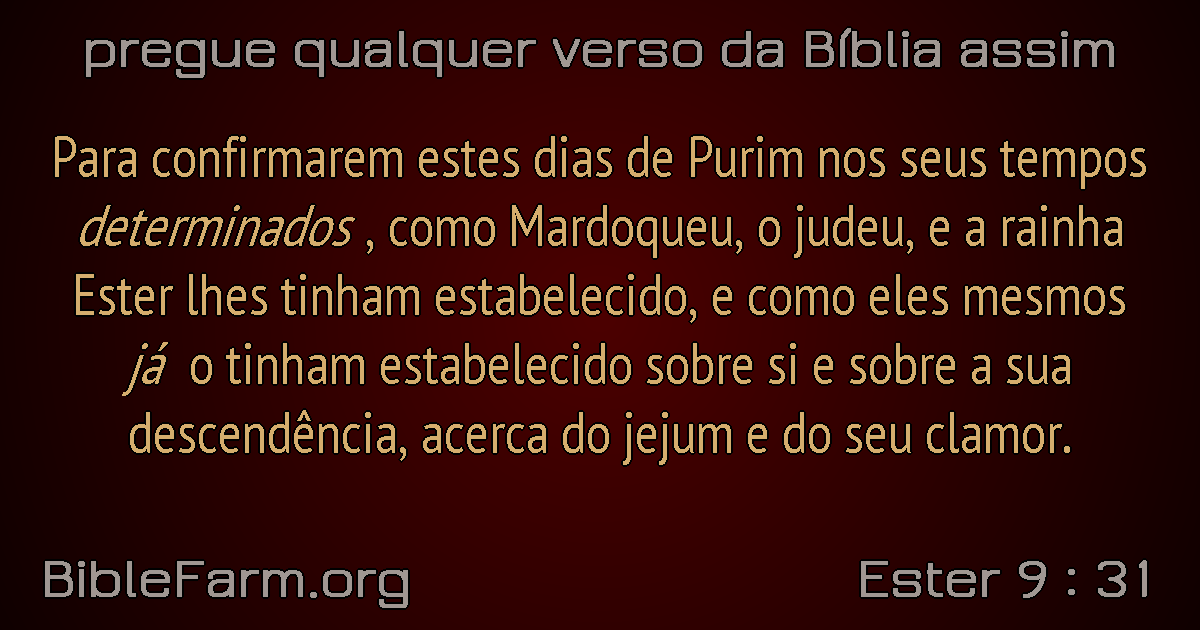 pregue qualquer verso da Bíblia assim
Para confirmarem estes dias de Purim nos seus tempos
determinados , como Mardoqueu, o judeu, e a rainha
Ester lhes tinham estabelecido, e como eles mesmos
já o tinham estabelecido sobre si e sobre a sua
descendência, acerca do jejum e do seu clamor.
BibleFarm.org
Ester 9 : 31